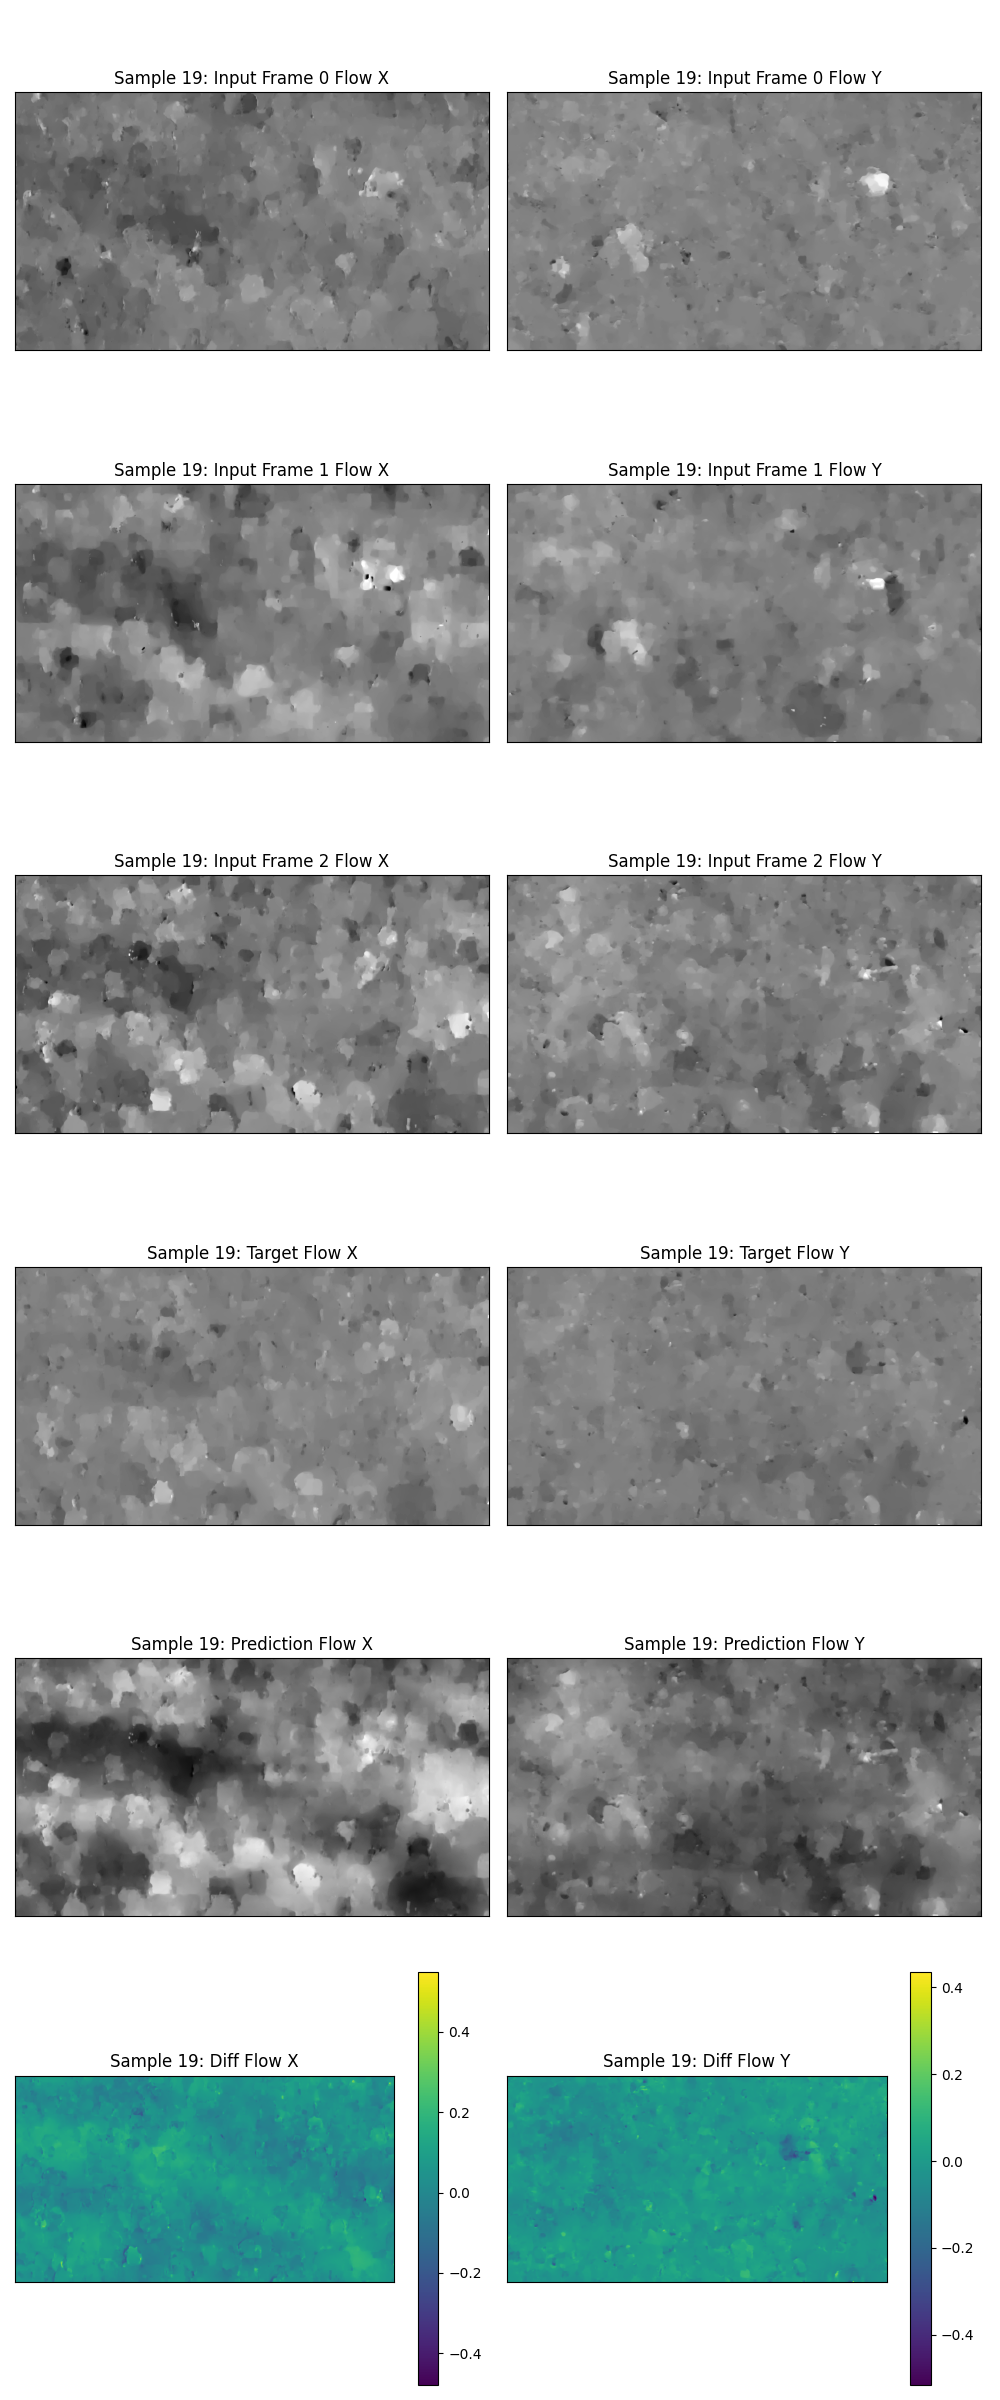 Sample 19: Input Frame 0 Flow X
Sample 19: Input Frame 0 Flow Y
Sample 19: Input Frame 1 Flow X
Sample 19: Input Frame 1 Flow Y
Sample 19: Input Frame 2 Flow X
Sample 19: Input Frame 2 Flow Y
Sample 19: Target Flow X
Sample 19: Target Flow Y
Sample 19: Prediction Flow X
Sample 19: Prediction Flow Y
Sample 19: Diff Flow X
0.4
0.2
0.0
−0.2
−0.4
Sample 19: Diff Flow Y
0.4
0.2
0.0
−0.2
−0.4